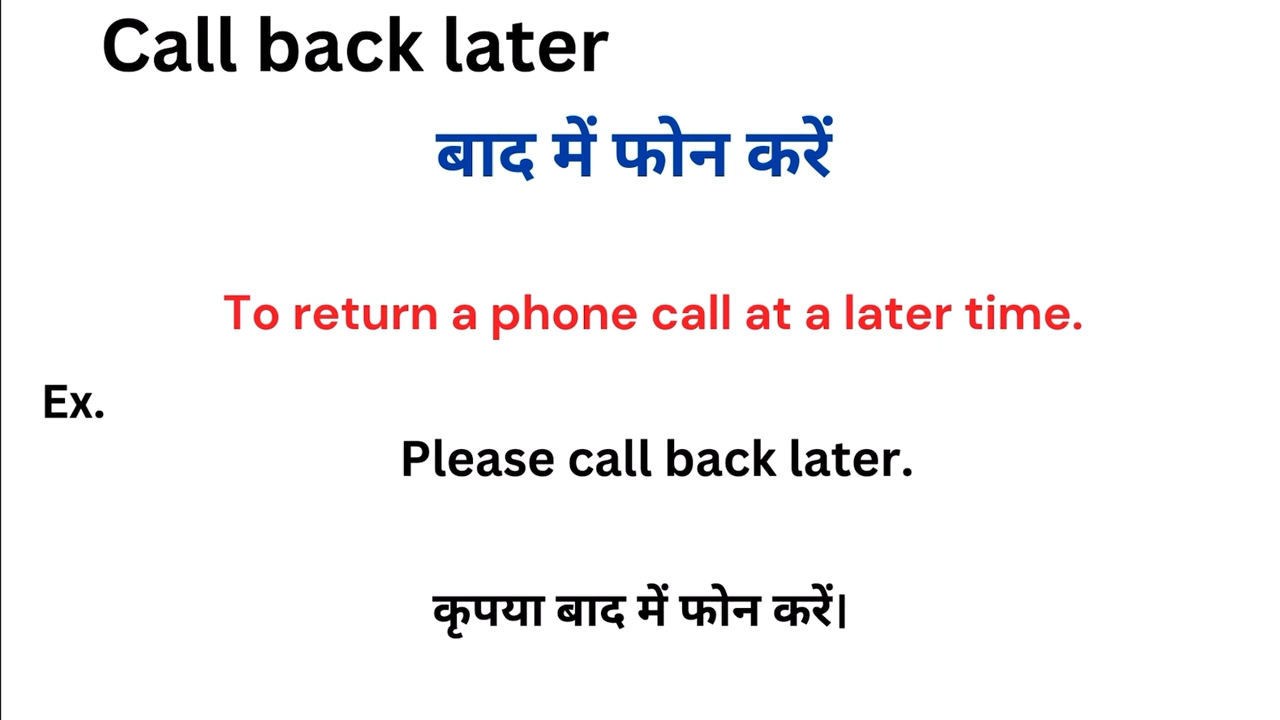 Call back later
बाद में फोन करें
To return a phone call at a later time.
Ex.
Please call back later.
कृपया बाद में फोन करें।